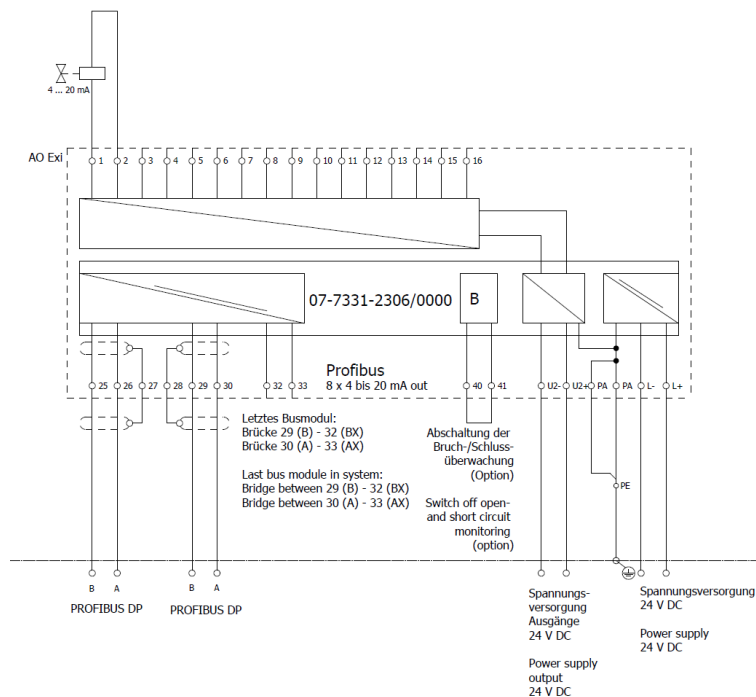 4 ... 20 mA
AO Exi
1 2 3 4 5 6 7 8 9 10 11 12 13 14 15 16
07-7331-2306/0000
B
Profibus
8 x 4 bis 20 mA out
25 26 27 28 29 30 32 33 40 41 U2- U2+ PA PA L- L+
Letztes Busmodul:
Brücke 29 (B) - 32 (BX)
Brücke 30 (A) - 33 (AX)
Last bus module in system:
Bridge between 29 (B) - 32 (BX)
Bridge between 30 (A) - 33 (AX)
Abschaltung der
Bruch-/Schluss-
überwachung
(Option)
Switch off open-
and short circuit
monitoring
(option)
PE
B A B A
PROFIBUS DP
PROFIBUS DP
Spannungs-
versorgung
Ausgänge
24 V DC
Power supply
output
24 V DC
Spannungsversorgung
24 V DC
Power supply
24 V DC